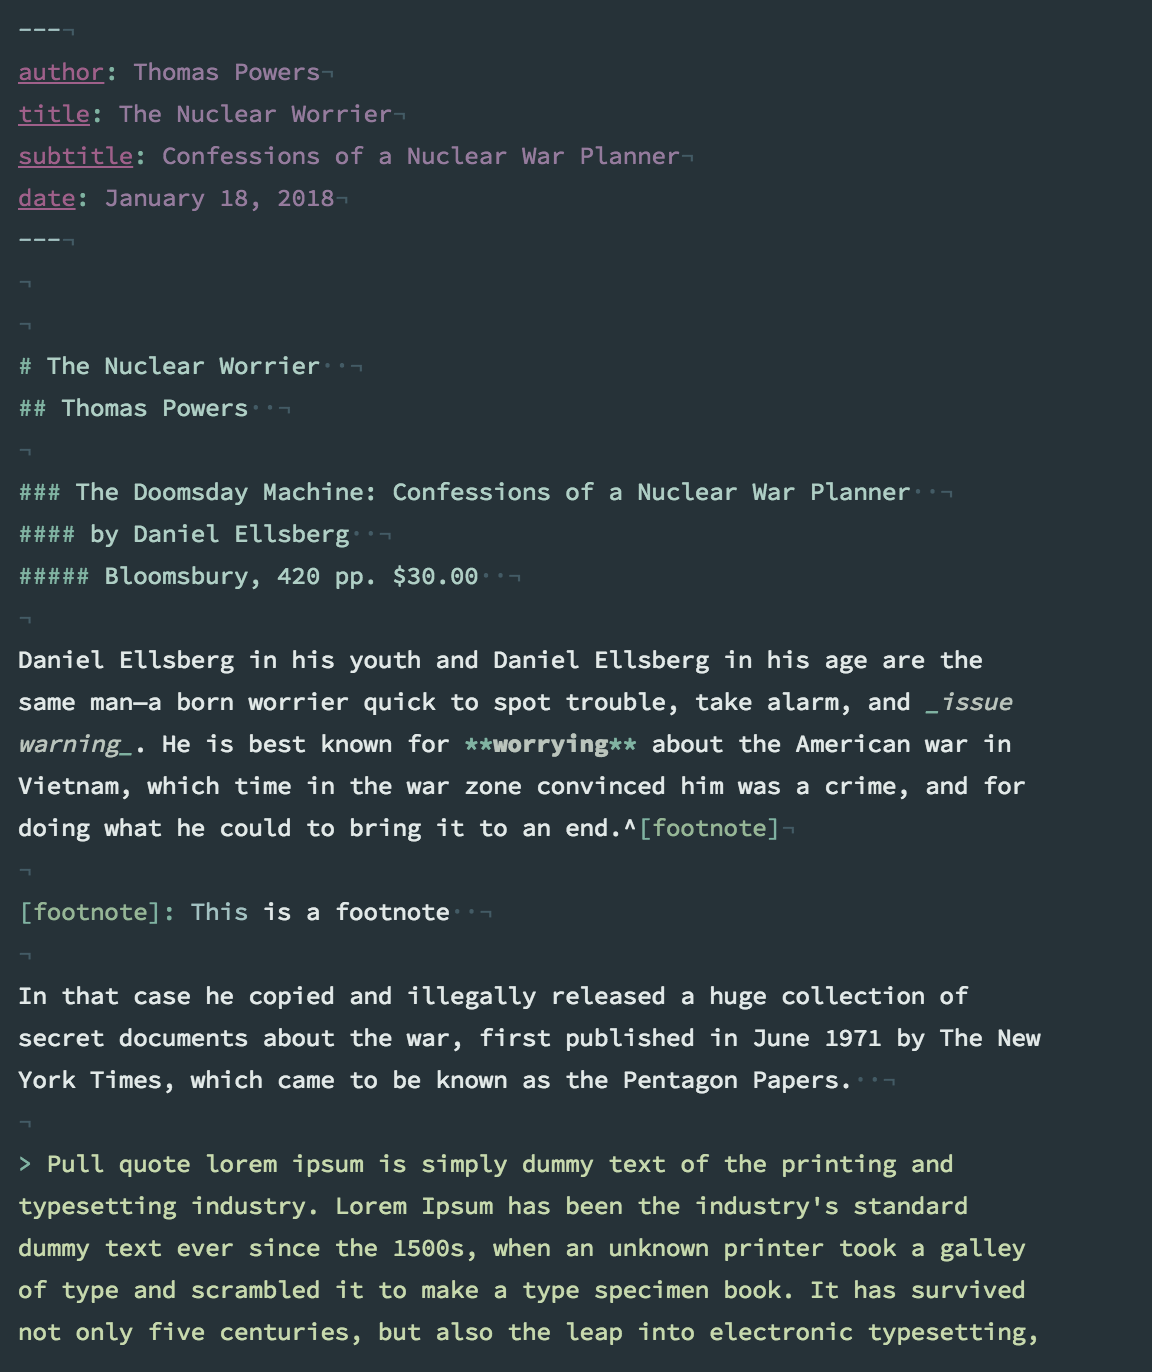 ---¬
author: Thomas Powers¬
title: The Nuclear Worrier¬
subtitle: Confessions of a Nuclear War Planner¬
date: January 18, 2018¬
---¬
¬
¬
# The Nuclear Worrier··¬
## Thomas Powers··¬
¬
### The Doomsday Machine: Confessions of a Nuclear War Planner··¬
#### by Daniel Ellsberg··¬
##### Bloomsbury, 420 pp. $30.00··¬
¬
Daniel Ellsberg in his youth and Daniel Ellsberg in his age are the
same man—a born worrier quick to spot trouble, take alarm, and _issue
warning_. He is best known for **worrying** about the American war in
Vietnam, which time in the war zone convinced him was a crime, and for
doing what he could to bring it to an end.^[footnote]¬
¬
[footnote]: This is a footnote··¬
¬
In that case he copied and illegally released a huge collection of
secret documents about the war, first published in June 1971 by The New
York Times, which came to be known as the Pentagon Papers.··¬
¬
> Pull quote lorem ipsum is simply dummy text of the printing and
typesetting industry. Lorem Ipsum has been the industry's standard
dummy text ever since the 1500s, when an unknown printer took a galley
of type and scrambled it to make a type specimen book. It has survived
not only five centuries, but also the leap into electronic typesetting,